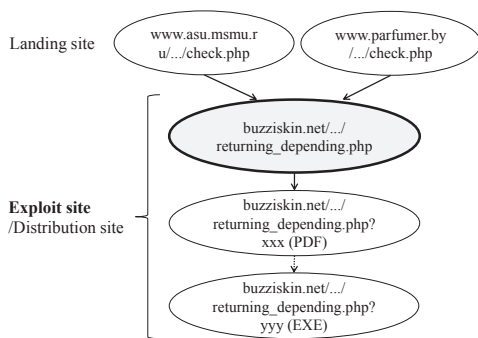 Landing site
www.asu.msmu.r
u/.../check.php
www.parfumer.by
/.../check.php
buzziskin.net/.../
returning_depending.php
Exploit site
/Distribution site
buzziskin.net/.../
returning_depending.php?
xxx (PDF)
buzziskin.net/.../
returning_depending.php?
yyy (EXE)